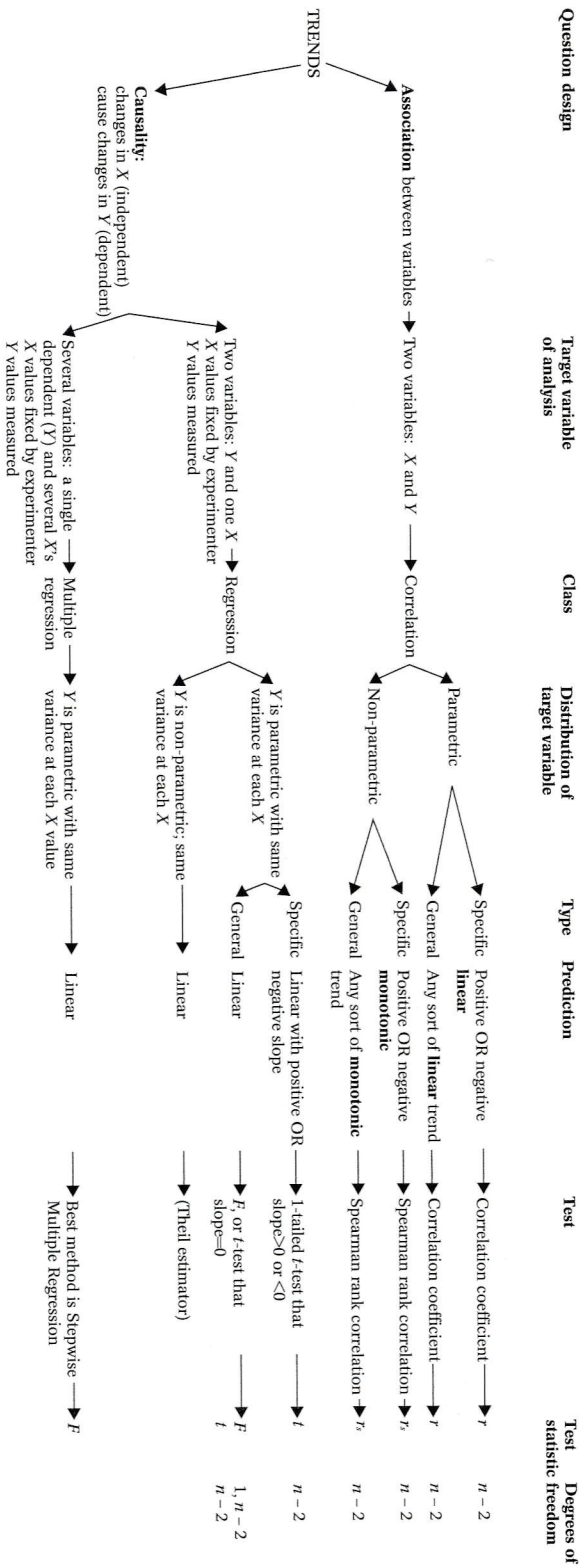 Question design
Target variable
of analysis
Class
Distribution of
target variable
Type
Prediction
Test
Test
statistic
Degrees of
freedom
TRENDS
Association between variables
Two variables: X and Y
Correlation
Parametric
Specific
Positive OR negative
linear
Correlation coefficient
r
n − 2
General
Any sort of linear trend
Correlation coefficient
r
n − 2
Non-parametric
Specific
Positive OR negative
monotonic
Spearman rank correlation
rs
n − 2
General
Any sort of monotonic
trend
Spearman rank correlation
rs
n − 2
Causality:
changes in X (independent)
cause changes in Y (dependent)
Two variables: Y and one X
X values fixed by experimenter
Y values measured
Regression
Y is parametric with same
variance at each X
Specific
Linear with positive OR
negative slope
1-tailed t-test that
slope>0 or <0
t
n − 2
General
Linear
F, or t-test that
slope=0
F
1, n − 2
t
n − 2
Y is non-parametric; same
variance at each X
Linear
(Theil estimator)
Several variables: a single
dependent (Y) and several X's
X values fixed by experimenter
Y values measured
Multiple
regression
Y is parametric with same
variance at each X value
Linear
Best method is Stepwise
Multiple Regression
F